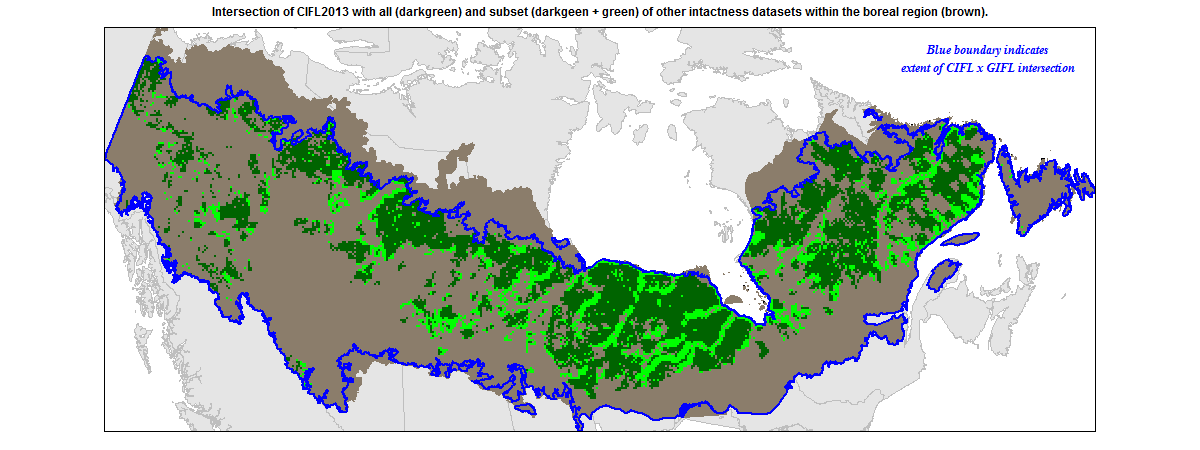 Intersection of CIFL2013 with all (darkgreen) and subset (darkgeen + green) of other intactness datasets within the boreal region (brown).
Blue boundary indicates
extent of CIFL x GIFL intersection